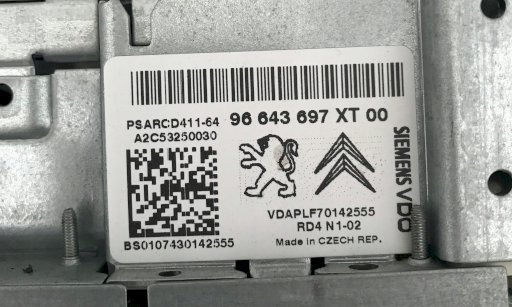 PSARCD411-64 96 643 697 XT 00
A2C53250030
SIEMENS VDO
VDAPLF70142555
RD4 N1-02
BS0107430142555
Made in CZECH REP.